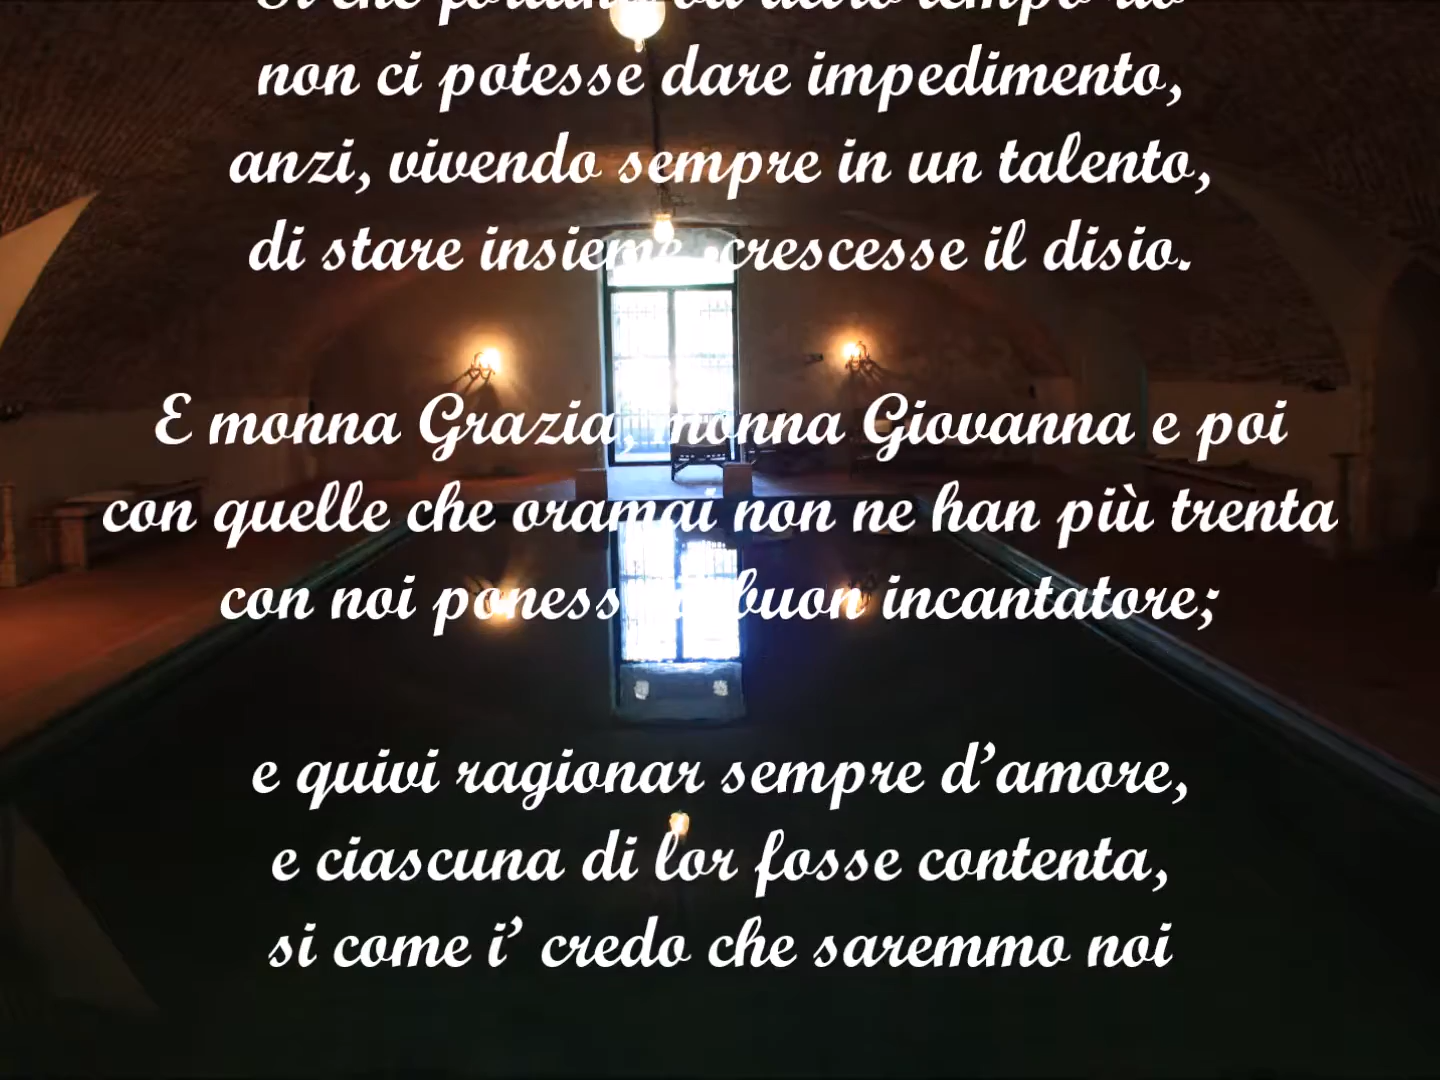 non ci potesse dare impedimento,
anzi, vivendo sempre in un talento,
di stare insieme, crescesse il disio.
E monna Grazia, monna Giovanna e poi
con quelle che oramai non ne han più trenta
con noi ponesse il buon incantatore;
e quivi ragionar sempre d'amore,
e ciascuna di lor fosse contenta,
si come i' credo che saremmo noi